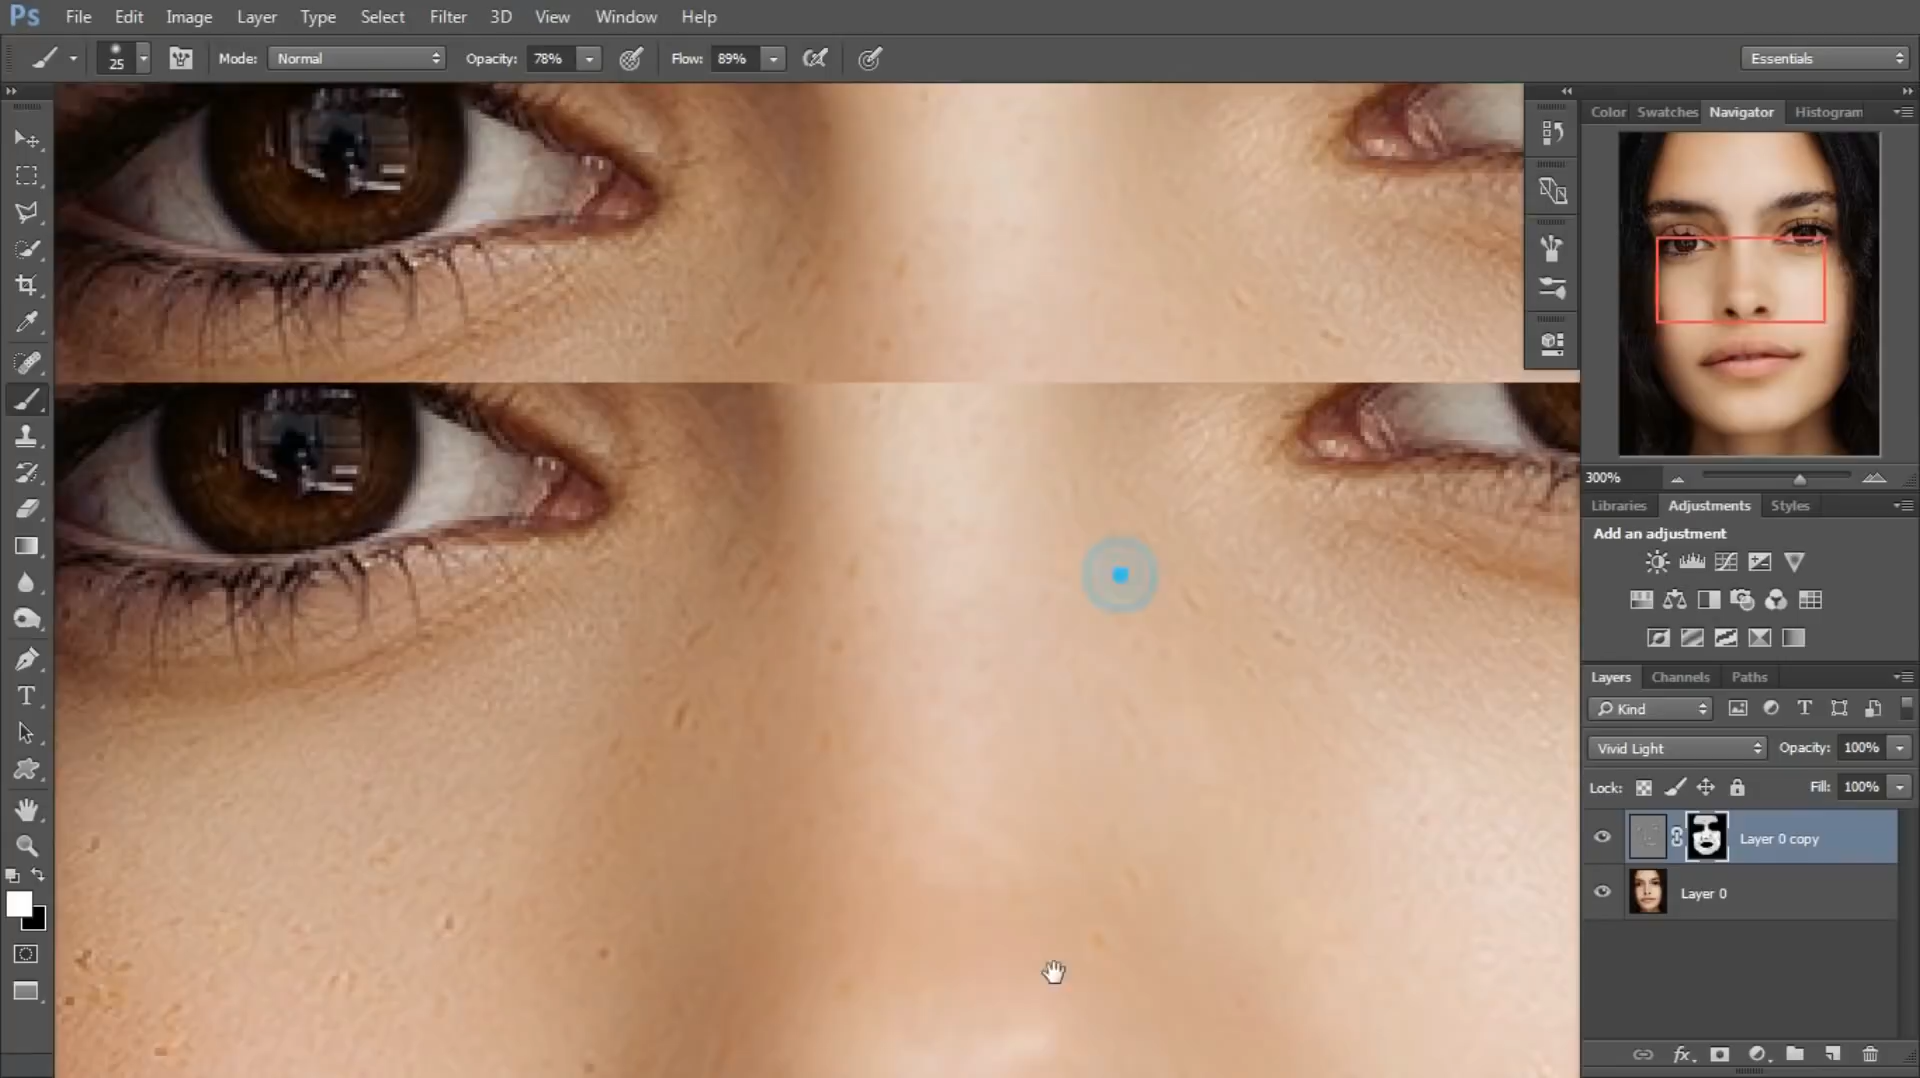 Ps File Edit Image Layer Type Select Filter 3D View Window Help
25 Mode: Normal Opacity: 78% Flow: 89% Essentials
Color Swatches Navigator Histogram
300%
Libraries Adjustments Styles
Add an adjustment
Layers Channels Paths
Kind T
Vivid Light Opacity: 100%
Lock: Fill: 100%
Layer 0 copy
Layer 0
T
fx